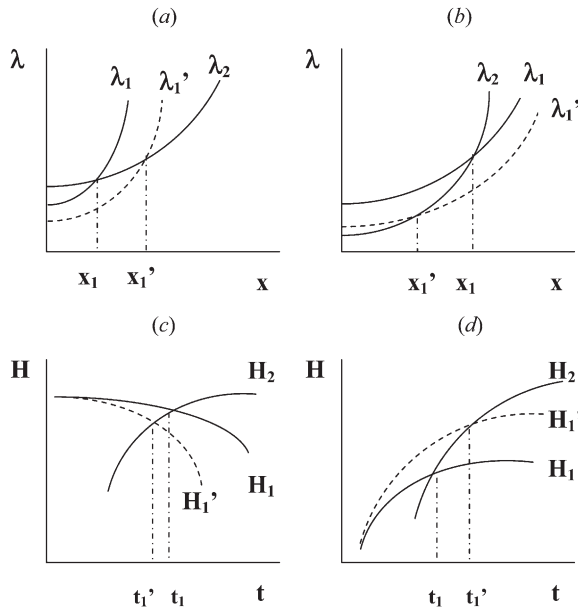 (a) (b)
λ λ₁ λ₁’ λ₂ λ λ₂ λ₁ λ₁’
x₁ x₁’ x x₁’ x₁ x
(c) (d)
H H₂ H H₂
H₁’
H₁’ H₁ H₁
t₁’ t₁ t t₁ t₁’ t